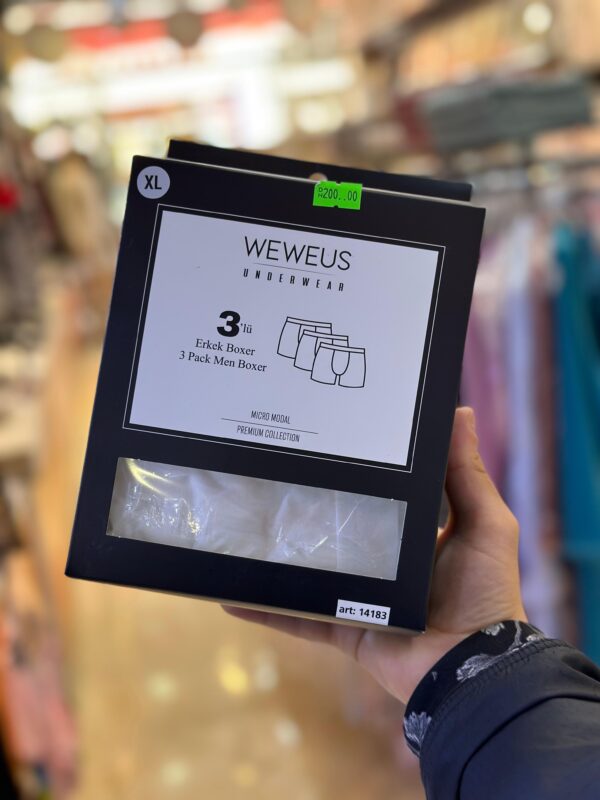 XL
200..00
WEWEUS
UNDERWEAR
3'lü
Erkek Boxer
3 Pack Men Boxer
MICRO MODAL
PREMIUM COLLECTION
art: 14183